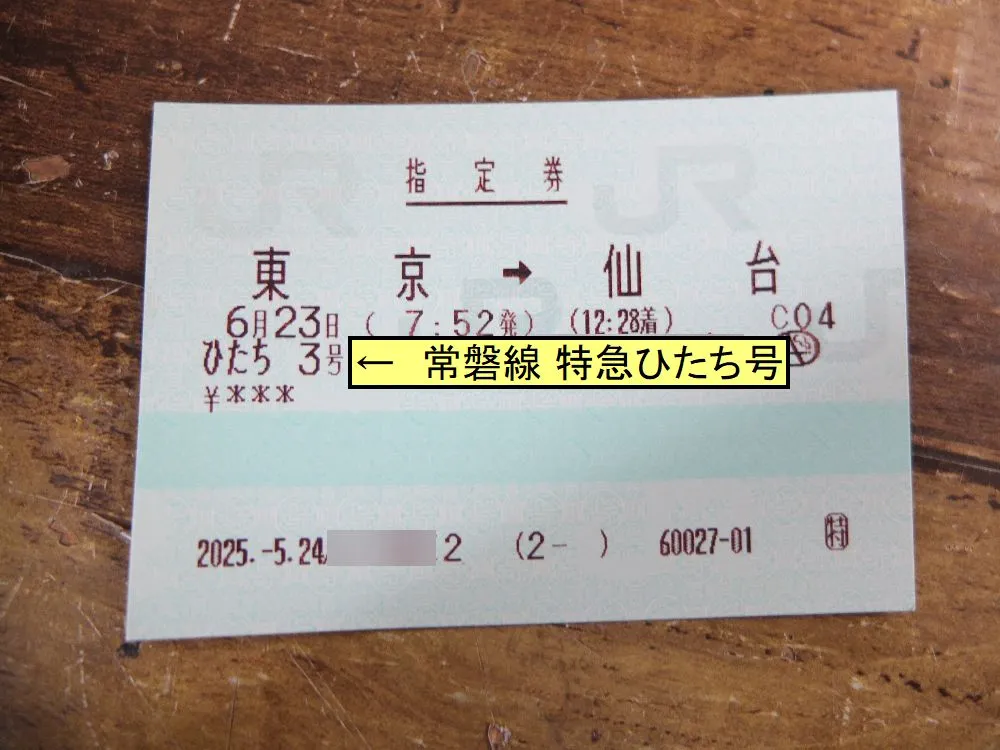 指定券
東京 → 仙台
6月23日 ( 7:52発) (12:28着) C04
ひたち 3号 ← 常磐線 特急ひたち号
¥***
2025.-5.24 2 (2- ) 60027-01 特